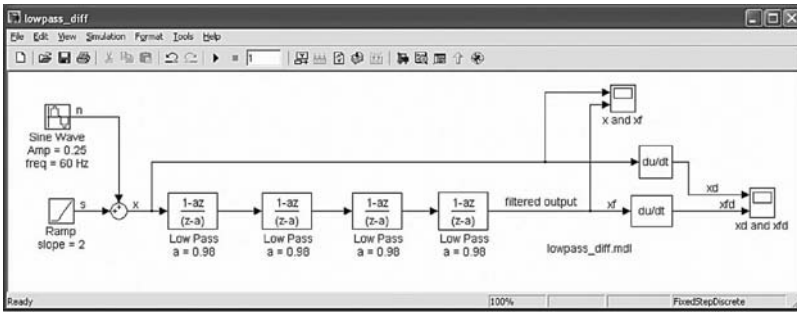 lowpass_diff
File Edit View Simulation Format Tools Help
1
n
Sine Wave
Amp = 0.25
freq = 60 Hz
x and xf
du/dt
xd
s
x
1-az
(z-a)
1-az
(z-a)
1-az
(z-a)
1-az
(z-a)
filtered output
xf
du/dt
xfd
Ramp
slope = 2
Low Pass
a = 0.98
Low Pass
a = 0.98
Low Pass
a = 0.98
Low Pass
a = 0.98
xd and xfd
lowpass_diff.mdl
Ready
100%
FixedStepDiscrete